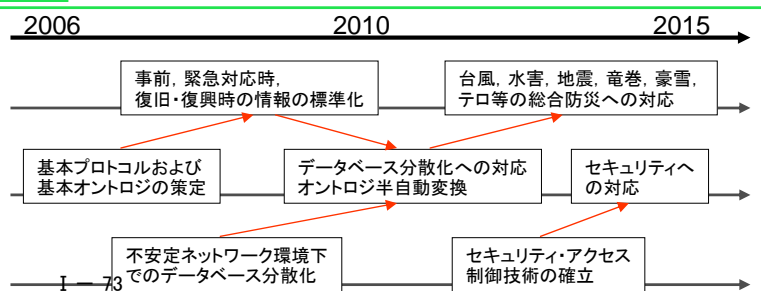 2006 2010 2015
事前，緊急対応時，
復旧・復興時の情報の標準化
台風，水害，地震，竜巻，豪雪，
テロ等の総合防災への対応
基本プロトコルおよび
基本オントロジの策定
データベース分散化への対応
オントロジ半自動変換
セキュリティへ
の対応
不安定ネットワーク環境下
でのデータベース分散化
セキュリティ・アクセス
制御技術の確立
Ⅰ－73